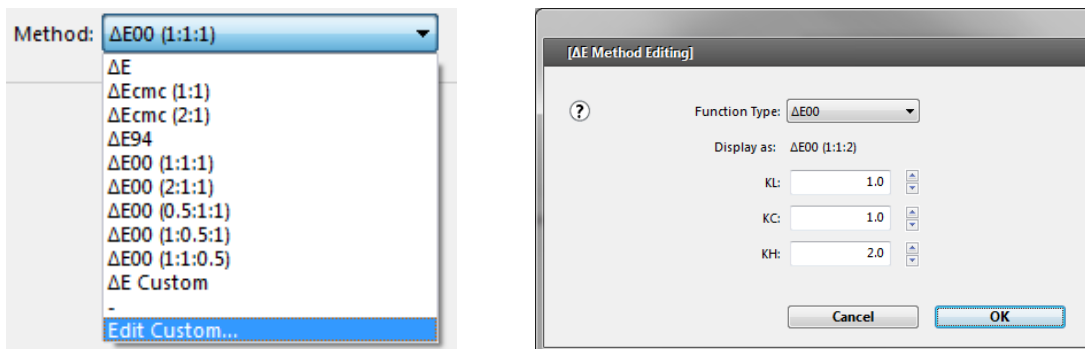 Method: ΔE00 (1:1:1)
ΔE
ΔEcmc (1:1)
ΔEcmc (2:1)
ΔE94
ΔE00 (1:1:1)
ΔE00 (2:1:1)
ΔE00 (0.5:1:1)
ΔE00 (1:0.5:1)
ΔE00 (1:1:0.5)
ΔE Custom
-
Edit Custom...
[ΔE Method Editing]
?
Function Type: ΔE00
Display as: ΔE00 (1:1:2)
KL: 1.0
KC: 1.0
KH: 2.0
Cancel OK